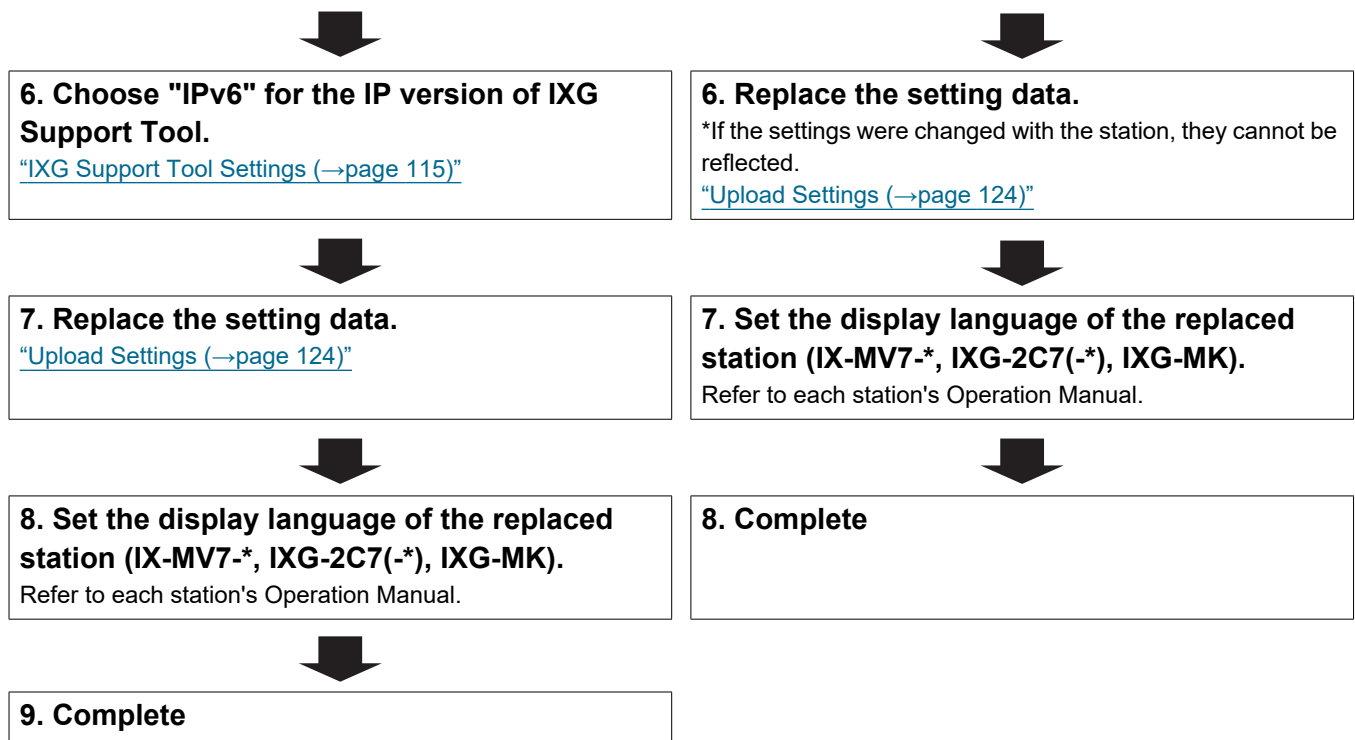 6. Choose "IPv6" for the IP version of IXG
Support Tool.
“IXG Support Tool Settings (→page 115)”
7. Replace the setting data.
“Upload Settings (→page 124)”
8. Set the display language of the replaced
station (IX-MV7-*, IXG-2C7(-*), IXG-MK).
Refer to each station's Operation Manual.
9. Complete
6. Replace the setting data.
*If the settings were changed with the station, they cannot be
reflected.
“Upload Settings (→page 124)”
7. Set the display language of the replaced
station (IX-MV7-*, IXG-2C7(-*), IXG-MK).
Refer to each station's Operation Manual.
8. Complete